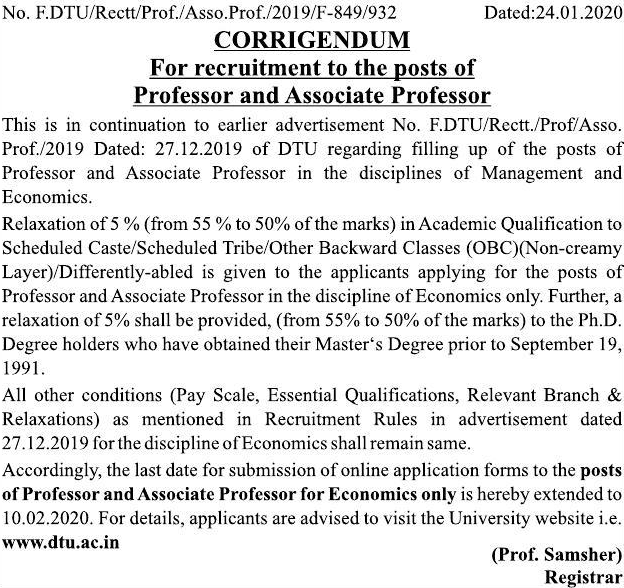 No. F.DTU/Rectt/Prof./Asso.Prof./2019/F-849/932 Dated:24.01.2020
CORRIGENDUM
For recruitment to the posts of
Professor and Associate Professor
This is in continuation to earlier advertisement No. F.DTU/Rectt./Prof/Asso.
Prof./2019 Dated: 27.12.2019 of DTU regarding filling up of the posts of
Professor and Associate Professor in the disciplines of Management and
Economics.
Relaxation of 5 % (from 55 % to 50% of the marks) in Academic Qualification to
Scheduled Caste/Scheduled Tribe/Other Backward Classes (OBC)(Non-creamy
Layer)/Differently-abled is given to the applicants applying for the posts of
Professor and Associate Professor in the discipline of Economics only. Further, a
relaxation of 5% shall be provided, (from 55% to 50% of the marks) to the Ph.D.
Degree holders who have obtained their Master‘s Degree prior to September 19,
1991.
All other conditions (Pay Scale, Essential Qualifications, Relevant Branch &
Relaxations) as mentioned in Recruitment Rules in advertisement dated
27.12.2019 for the discipline of Economics shall remain same.
Accordingly, the last date for submission of online application forms to the posts
of Professor and Associate Professor for Economics only is hereby extended to
10.02.2020. For details, applicants are advised to visit the University website i.e.
www.dtu.ac.in
(Prof. Samsher)
Registrar